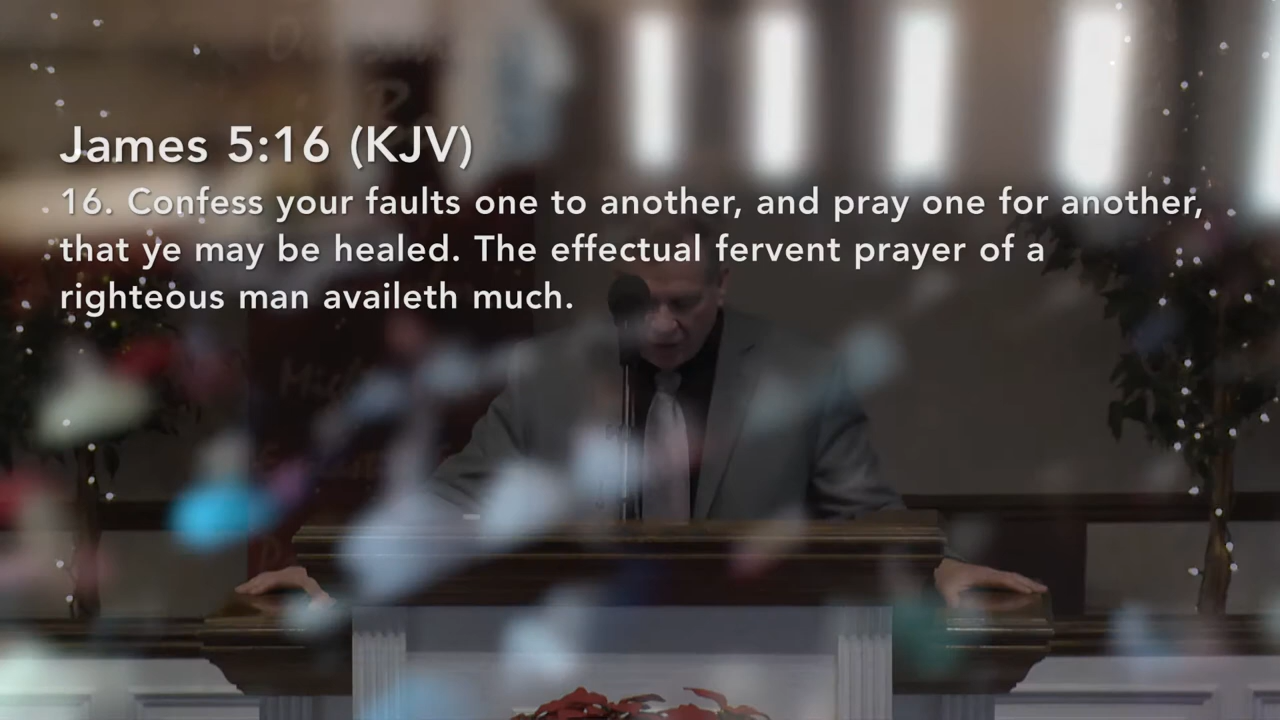 James 5:16 (KJV)
16. Confess your faults one to another, and pray one for another,
that ye may be healed. The effectual fervent prayer of a
righteous man availeth much.